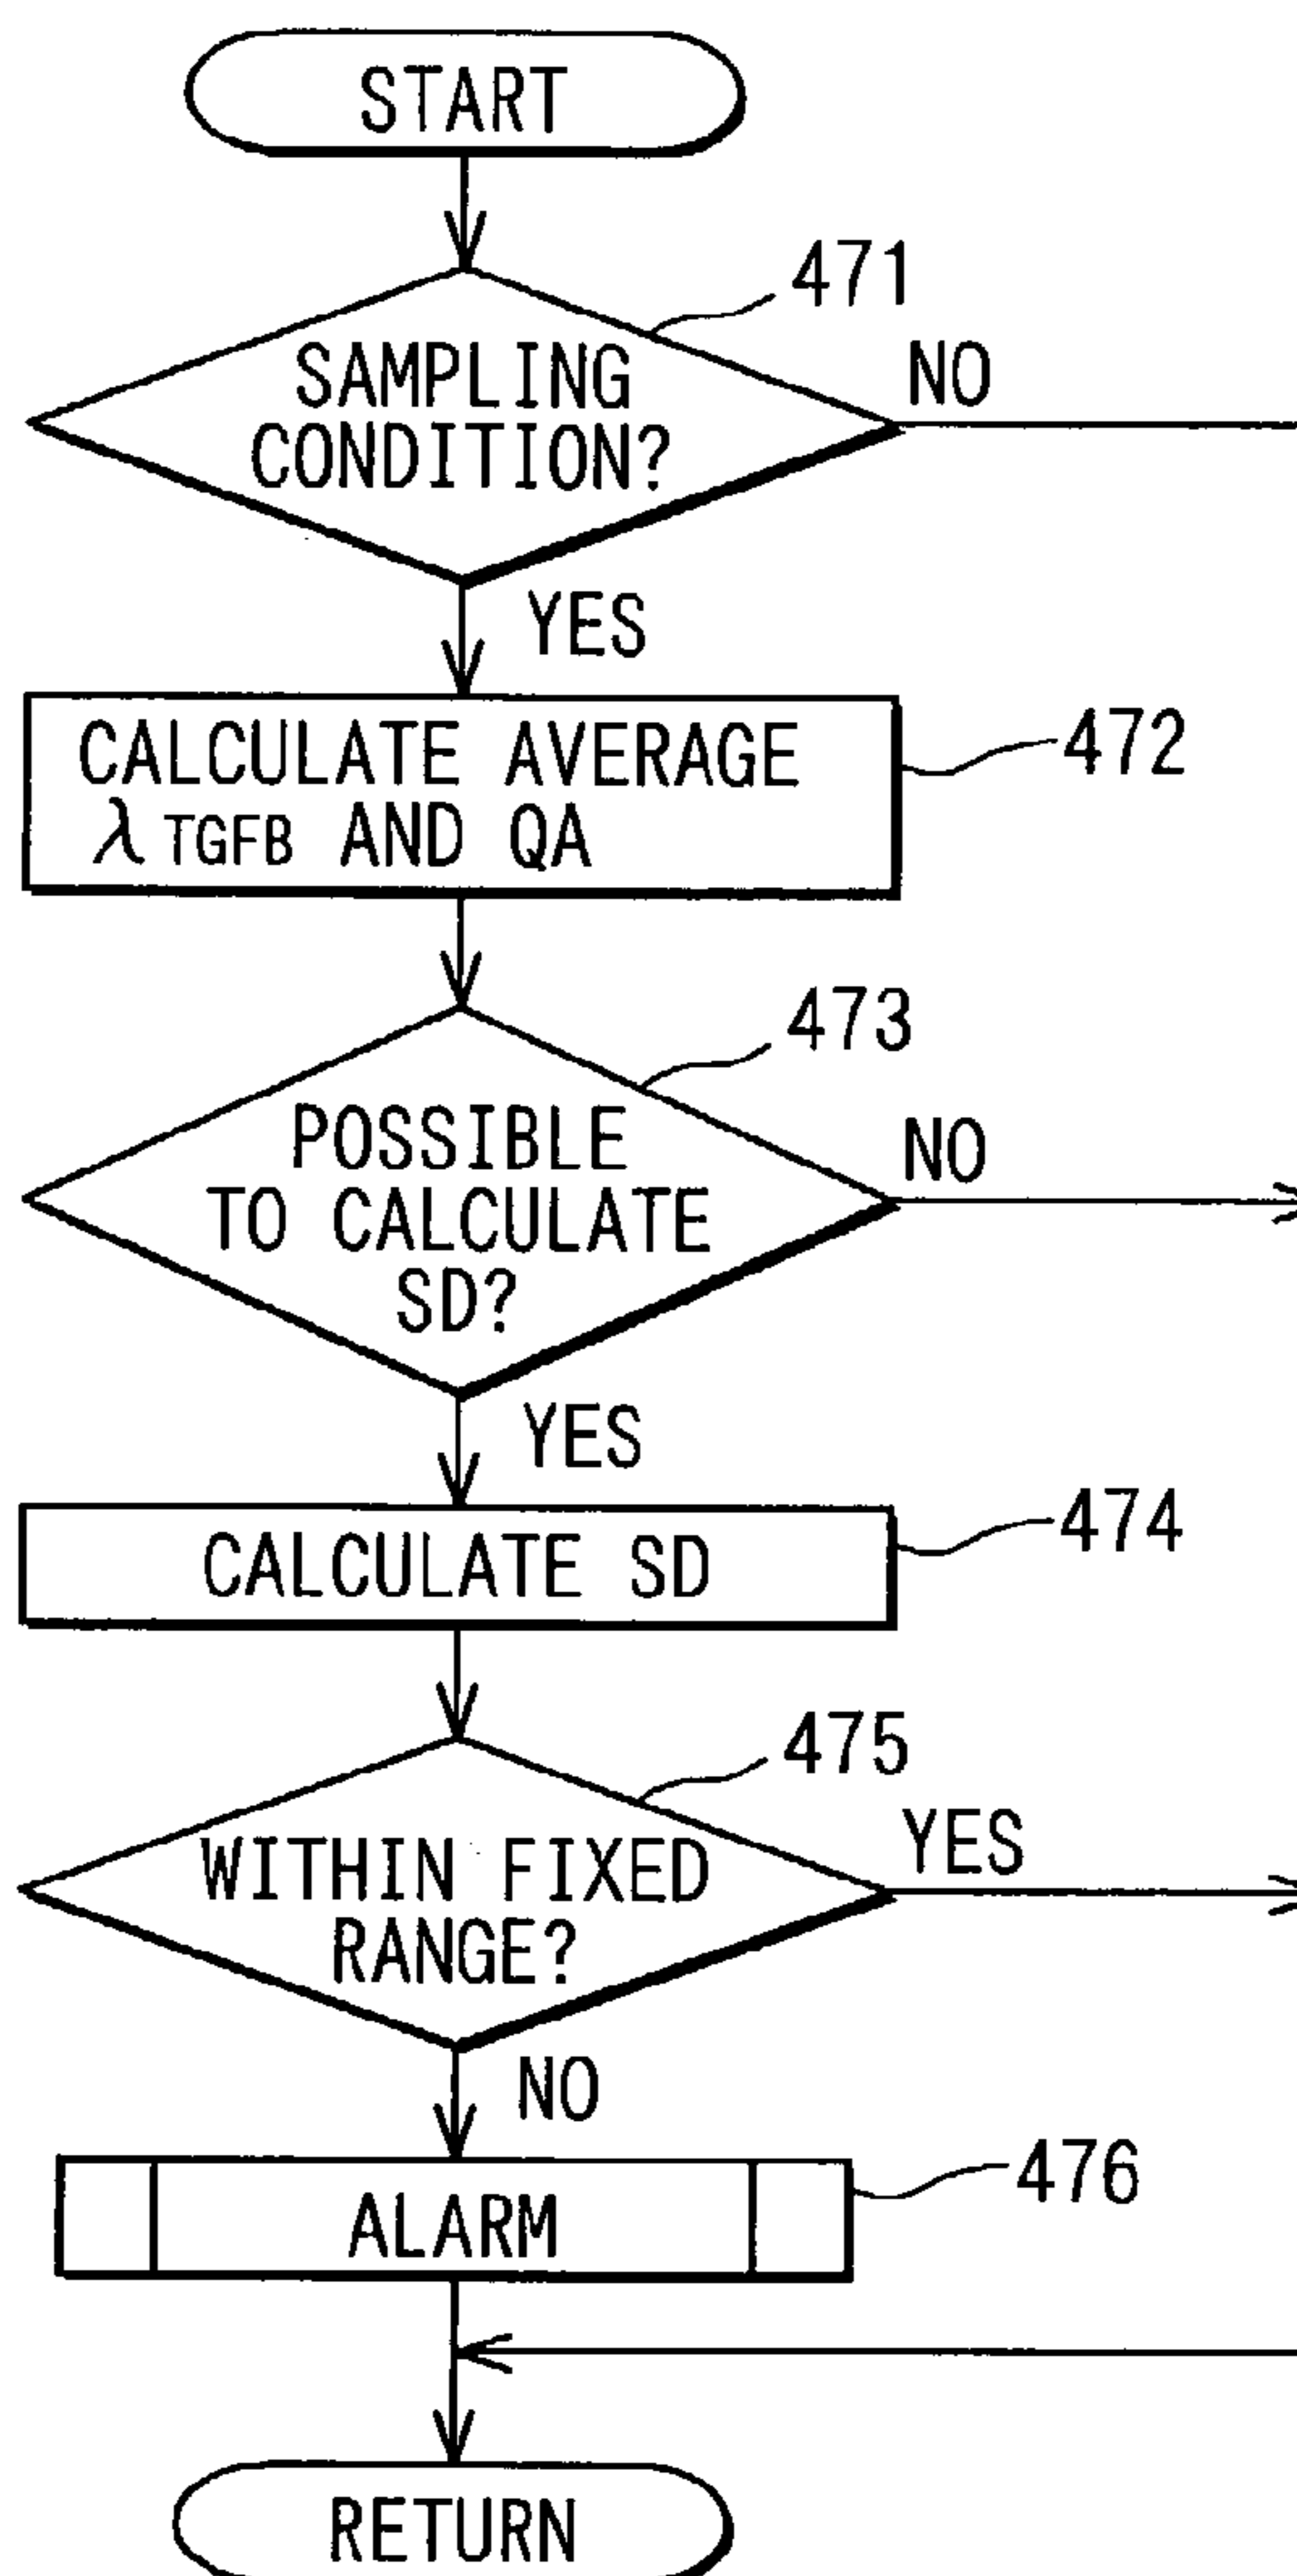 START
471
SAMPLING
CONDITION?
NO
YES
CALCULATE AVERAGE
λTGFB AND QA
472
473
POSSIBLE
TO CALCULATE
SD?
NO
YES
CALCULATE SD
474
475
WITHIN FIXED
RANGE?
YES
NO
ALARM
476
RETURN